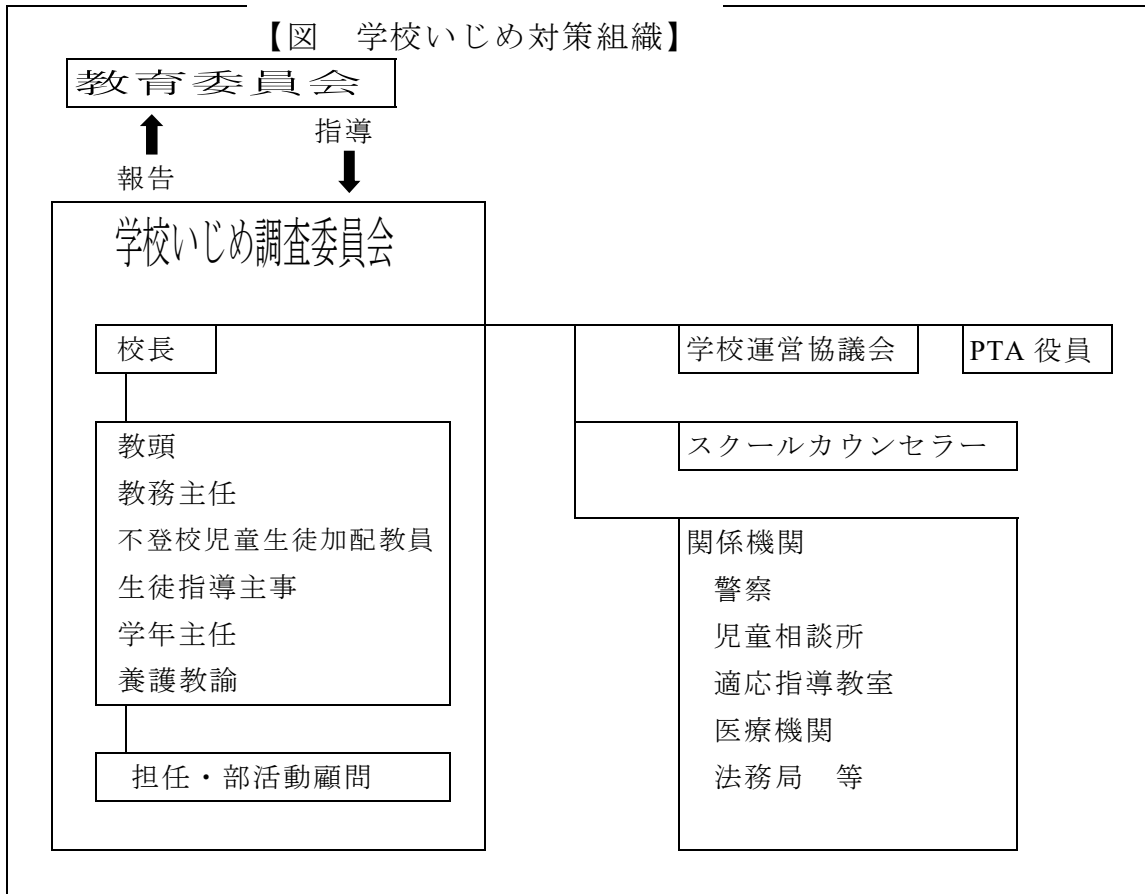 【図　学校いじめ対策組織】
教育委員会
指導
報告
学校いじめ調査委員会
校長
学校運営協議会
PTA 役員
教頭
教務主任
不登校児童生徒加配教員
生徒指導主事
学年主任
養護教諭
担任・部活動顧問
スクールカウンセラー
関係機関
警察
児童相談所
適応指導教室
医療機関
法務局　等